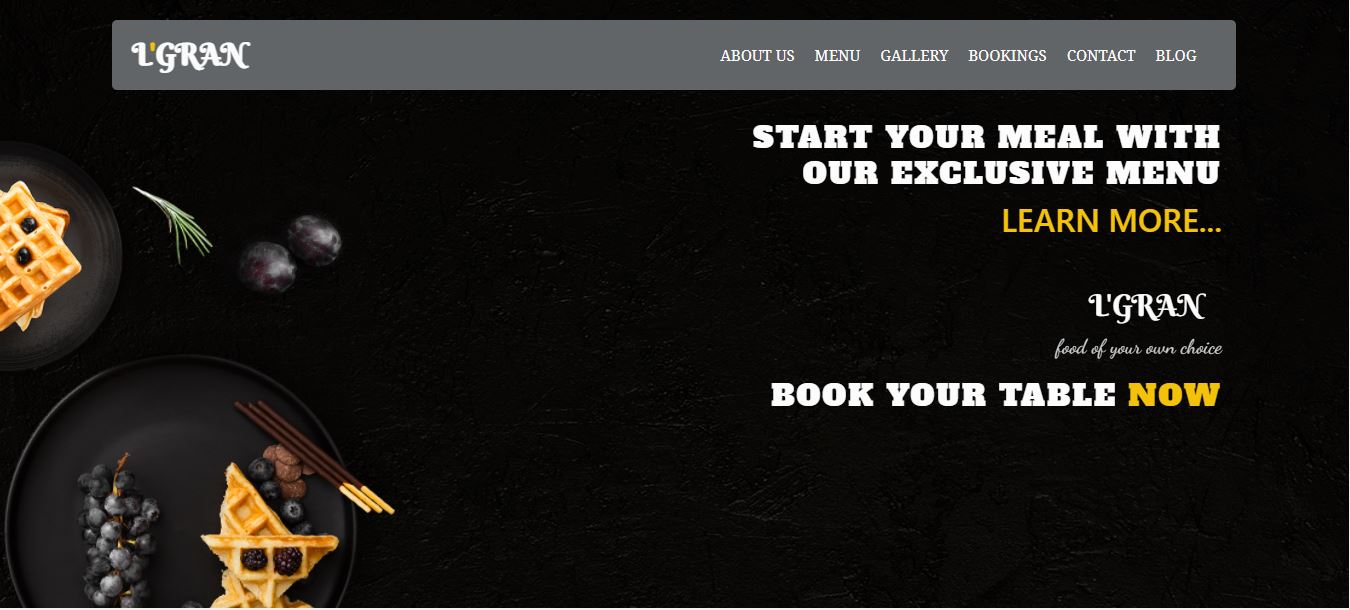 L'GRAN
ABOUT US MENU GALLERY BOOKINGS CONTACT BLOG
START YOUR MEAL WITH
OUR EXCLUSIVE MENU
LEARN MORE...
L'GRAN
food of your own choice
BOOK YOUR TABLE NOW